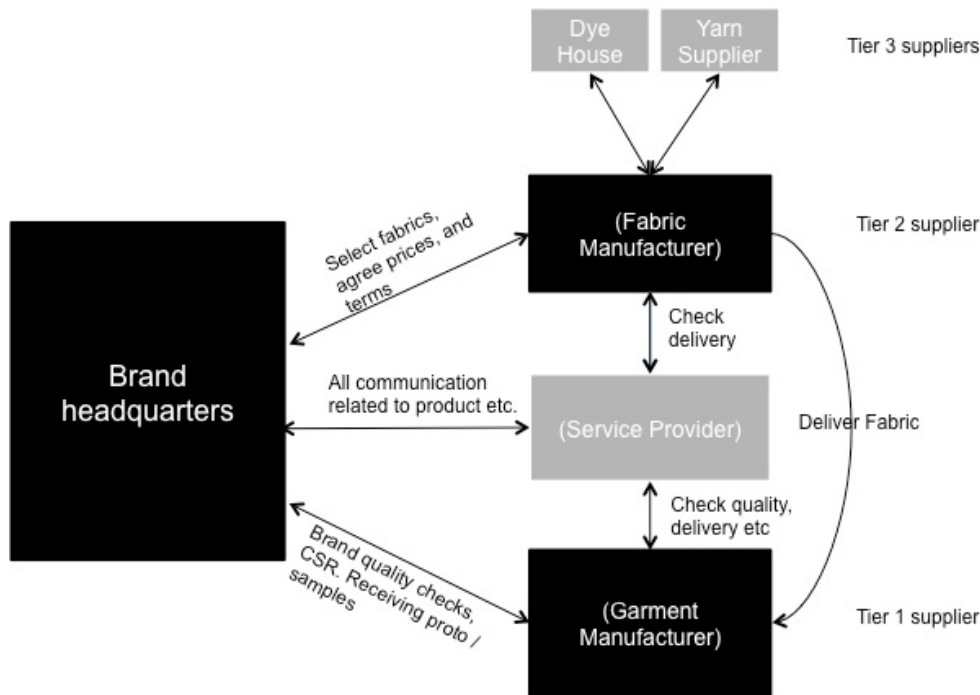 Dye
House
Yarn
Supplier
Tier 3 suppliers
(Fabric
Manufacturer)
Tier 2 supplier
Select fabrics,
agree prices, and
terms
Check
delivery
Brand
headquarters
All communication
related to product etc.
(Service Provider)
Deliver Fabric
Check quality,
delivery etc
Brand quality checks,
CSR. Receiving proto /
samples
(Garment
Manufacturer)
Tier 1 supplier